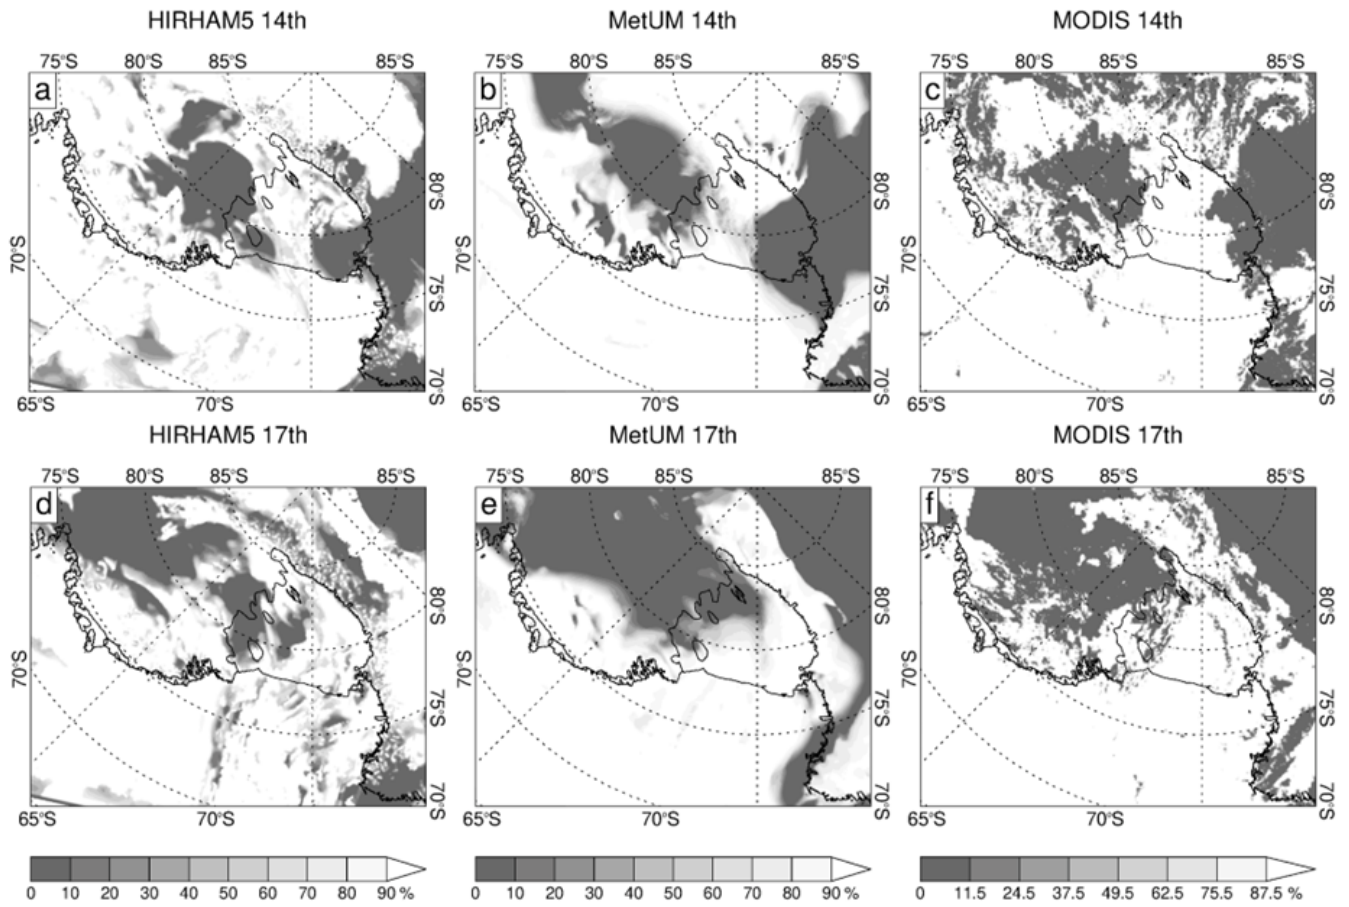 HIRHAM5 14th MetUM 14th MODIS 14th
75°S 80°S 85°S 85°S 75°S 80°S 85°S 85°S 75°S 80°S 85°S 85°S
a b c
80°S 80°S 80°S
70°S 70°S 70°S
75°S 75°S 75°S
70°S 70°S 70°S
65°S 70°S 65°S 70°S 65°S 70°S
HIRHAM5 17th MetUM 17th MODIS 17th
75°S 80°S 85°S 85°S 75°S 80°S 85°S 85°S 75°S 80°S 85°S 85°S
d e f
80°S 80°S 80°S
70°S 70°S 70°S
75°S 75°S 75°S
70°S 70°S 70°S
65°S 70°S 65°S 70°S 65°S 70°S
0 10 20 30 40 50 60 70 80 90 % 0 10 20 30 40 50 60 70 80 90 % 0 11.5 24.5 37.5 49.5 62.5 75.5 87.5 %